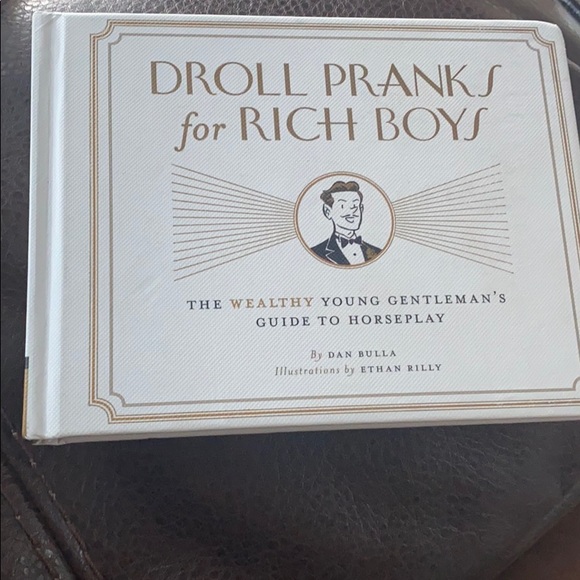 DROLL PRANKS
for RICH BOYS
THE WEALTHY YOUNG GENTLEMAN'S
GUIDE TO HORSEPLAY
By DAN BULLA
Illustrations by ETHAN RILLY